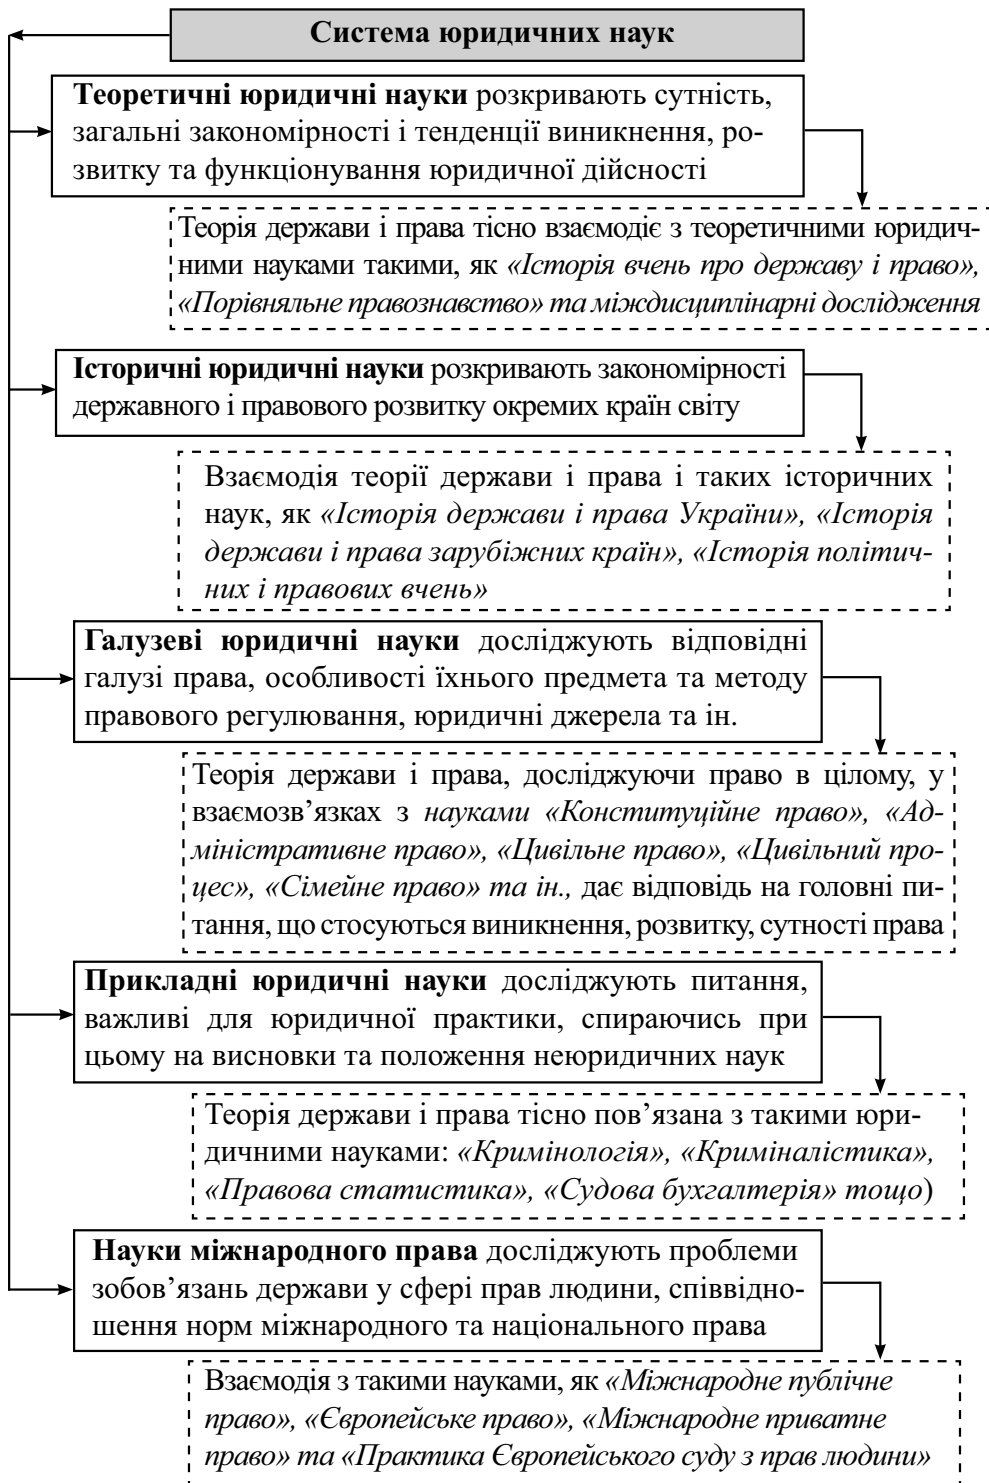 Система юридичних наук
Теоретичні юридичні науки розкривають сутність,
загальні закономірності і тенденції виникнення, ро-
звитку та функціонування юридичної дійсності
Теорія держави і права тісно взаємодіє з теоретичними юридич-
ними науками такими, як «Історія вчень про державу і право»,
«Порівняльне правознавство» та міждисциплінарні дослідження
Історичні юридичні науки розкривають закономірності
державного і правового розвитку окремих країн світу
Взаємодія теорії держави і права і таких історичних
наук, як «Історія держави і права України», «Історія
держави і права зарубіжних країн», «Історія політич-
них і правових вчень»
Галузеві юридичні науки досліджують відповідні
галузі права, особливості їхнього предмета та методу
правового регулювання, юридичні джерела та ін.
Теорія держави і права, досліджуючи право в цілому, у
взаємозв’язках з науками «Конституційне право», «Ад-
міністративне право», «Цивільне право», «Цивільний про-
цес», «Сімейне право» та ін., дає відповідь на головні пи-
тання, що стосуються виникнення, розвитку, сутності права
Прикладні юридичні науки досліджують питання,
важливі для юридичної практики, спираючись при
цьому на висновки та положення неюридичних наук
Теорія держави і права тісно пов’язана з такими юри-
дичними науками: «Кримінологія», «Криміналістика»,
«Правова статистика», «Судова бухгалтерія» тощо)
Науки міжнародного права досліджують проблеми
зобов’язань держави у сфері прав людини, співвідно-
шення норм міжнародного та національного права
Взаємодія з такими науками, як «Міжнародне публічне
право», «Європейське право», «Міжнародне приватне
право» та «Практика Європейського суду з прав людини»